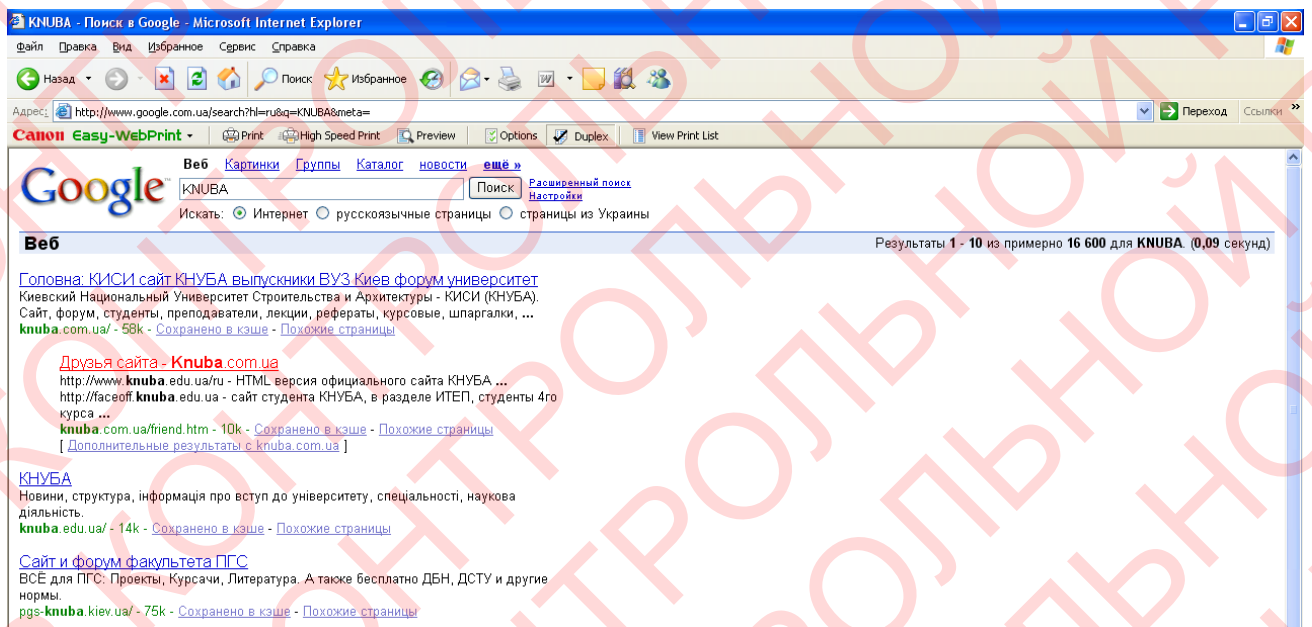 KNUBA - Поиск в Google - Microsoft Internet Explorer
Файл Правка Вид Избранное Сервис Справка
Назад Поиск Избранное
Адрес: http://www.google.com.ua/search?hl=ru&q=KNUBA&meta= Переход Ссылки »
Canon Easy-WebPrint Print High Speed Print Preview Options Duplex View Print List
Веб Картинки Группы Каталог новости ещё »
Google KNUBA Поиск Расширенный поиск
Настройки
Искать: Интернет русскоязычные страницы страницы из Украины
Веб Результаты 1 - 10 из примерно 16 600 для KNUBA. (0,09 секунд)
Головна: КИСИ сайт КНУБА выпускники ВУЗ Киев форум университет
Киевский Национальный Университет Строительства и Архитектуры - КИСИ (КНУБА).
Сайт, форум, студенты, преподаватели, лекции, рефераты, курсовые, шпаргалки, ...
knuba.com.ua/ - 58k - Сохранено в кэше - Похожие страницы
Друзья сайта - Knuba.com.ua
http://www.knuba.edu.ua/ru - HTML версия официального сайта КНУБА ...
http://faceoff.knuba.edu.ua - сайт студента КНУБА, в разделе ИТЕП, студенты 4го
курса ...
knuba.com.ua/friend.htm - 10k - Сохранено в кэше - Похожие страницы
[ Дополнительные результаты с knuba.com.ua ]
КНУБА
Новини, структура, інформація про вступ до університету, спеціальності, наукова
діяльність.
knuba.edu.ua/ - 14k - Сохранено в кэше - Похожие страницы
Сайт и форум факультета ПГС
ВСЁ для ПГС: Проекты, Курсачи, Литература. А также бесплатно ДБН, ДСТУ и другие
нормы.
pgs-knuba.kiev.ua/ - 75k - Сохранено в кэше - Похожие страницы